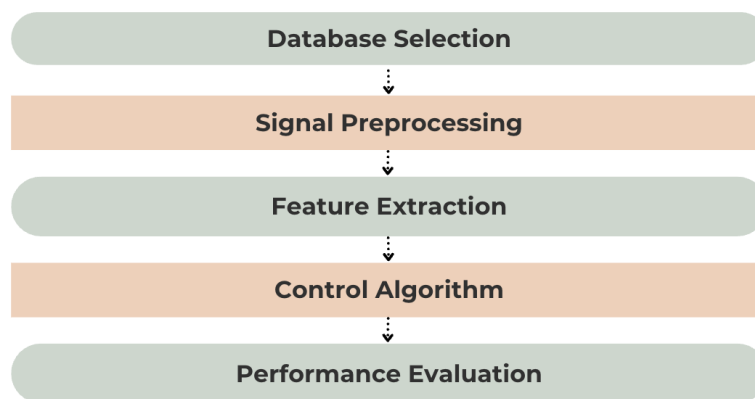 Database Selection
Signal Preprocessing
Feature Extraction
Control Algorithm
Performance Evaluation